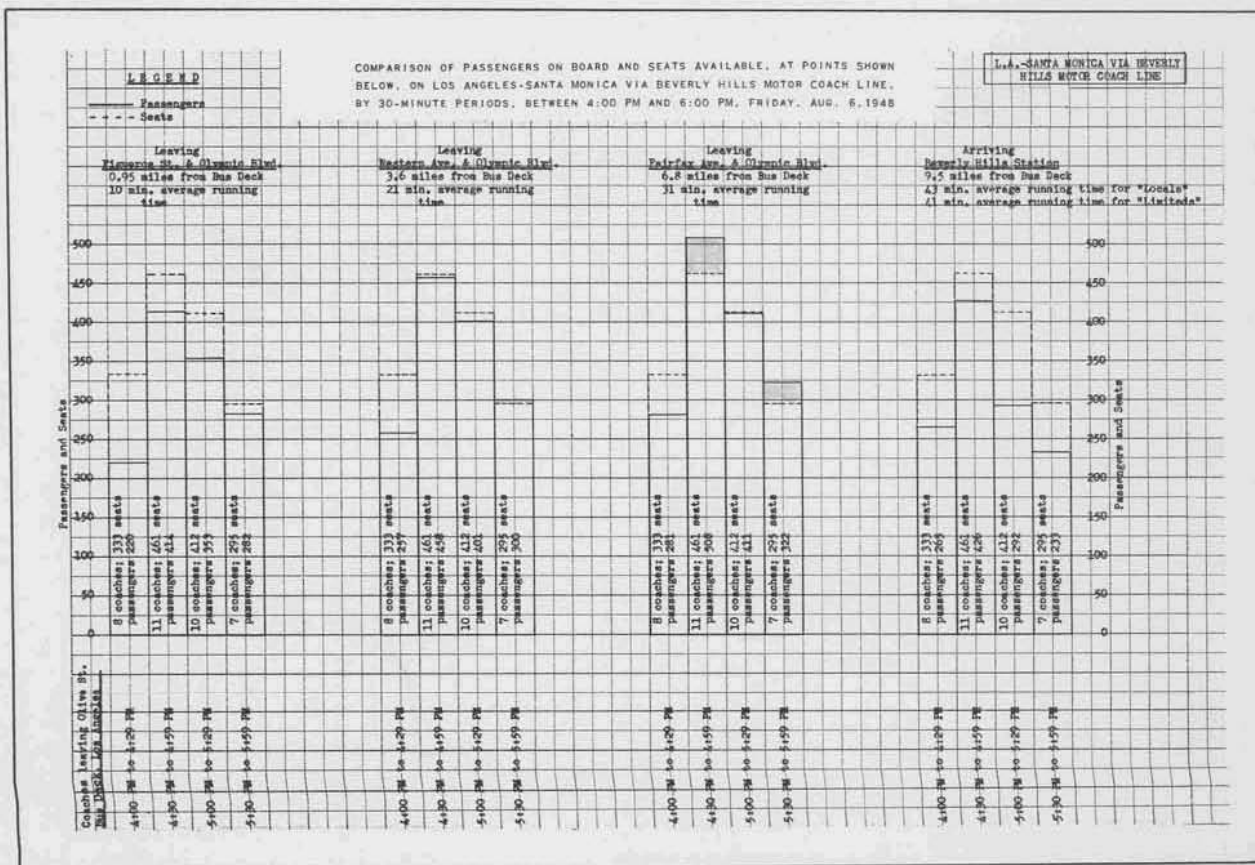 LEGEND
Passengers
Seats
COMPARISON OF PASSENGERS ON BOARD AND SEATS AVAILABLE, AT POINTS SHOWN
BELOW, ON LOS ANGELES-SANTA MONICA VIA BEVERLY HILLS MOTOR COACH LINE,
BY 30-MINUTE PERIODS, BETWEEN 4:00 PM AND 6:00 PM, FRIDAY, AUG. 6, 1948
L.A.-SANTA MONICA VIA BEVERLY
HILLS MOTOR COACH LINE
Leaving
Figueroa St. & Olympic Blvd.
0.95 miles from Bus Deck
10 min. average running
time
Leaving
Western Ave. & Olympic Blvd.
3.6 miles from Bus Deck
21 min. average running
time
Leaving
Fairfax Ave. & Olympic Blvd.
6.8 miles from Bus Deck
31 min. average running
time
Arriving
Beverly Hills Station
9.5 miles from Bus Deck
43 min. average running time for "Locals"
41 min. average running time for "Limiteds"
Passengers and Seats
500
450
400
350
300
250
200
150
100
50
0
8 coaches; 333 seats
passengers 220
11 coaches; 461 seats
passengers 414
10 coaches; 412 seats
passengers 353
7 coaches; 295 seats
passengers 282
8 coaches; 333 seats
passengers 257
11 coaches; 461 seats
passengers 458
10 coaches; 412 seats
passengers 401
7 coaches; 295 seats
passengers 300
8 coaches; 333 seats
passengers 281
11 coaches; 461 seats
passengers 508
10 coaches; 412 seats
passengers 411
7 coaches; 295 seats
passengers 322
8 coaches; 333 seats
passengers 265
11 coaches; 461 seats
passengers 426
10 coaches; 412 seats
passengers 292
7 coaches; 295 seats
passengers 233
500
450
400
350
300
250
200
150
100
50
0
Passengers and Seats
Coaches leaving Olive St.
Bus Deck, Los Angeles
4:00 PM to 4:29 PM
4:30 PM to 4:59 PM
5:00 PM to 5:29 PM
5:30 PM to 5:59 PM
4:00 PM to 4:29 PM
4:30 PM to 4:59 PM
5:00 PM to 5:29 PM
5:30 PM to 5:59 PM
4:00 PM to 4:29 PM
4:30 PM to 4:59 PM
5:00 PM to 5:29 PM
5:30 PM to 5:59 PM
4:00 PM to 4:29 PM
4:30 PM to 4:59 PM
5:00 PM to 5:29 PM
5:30 PM to 5:59 PM